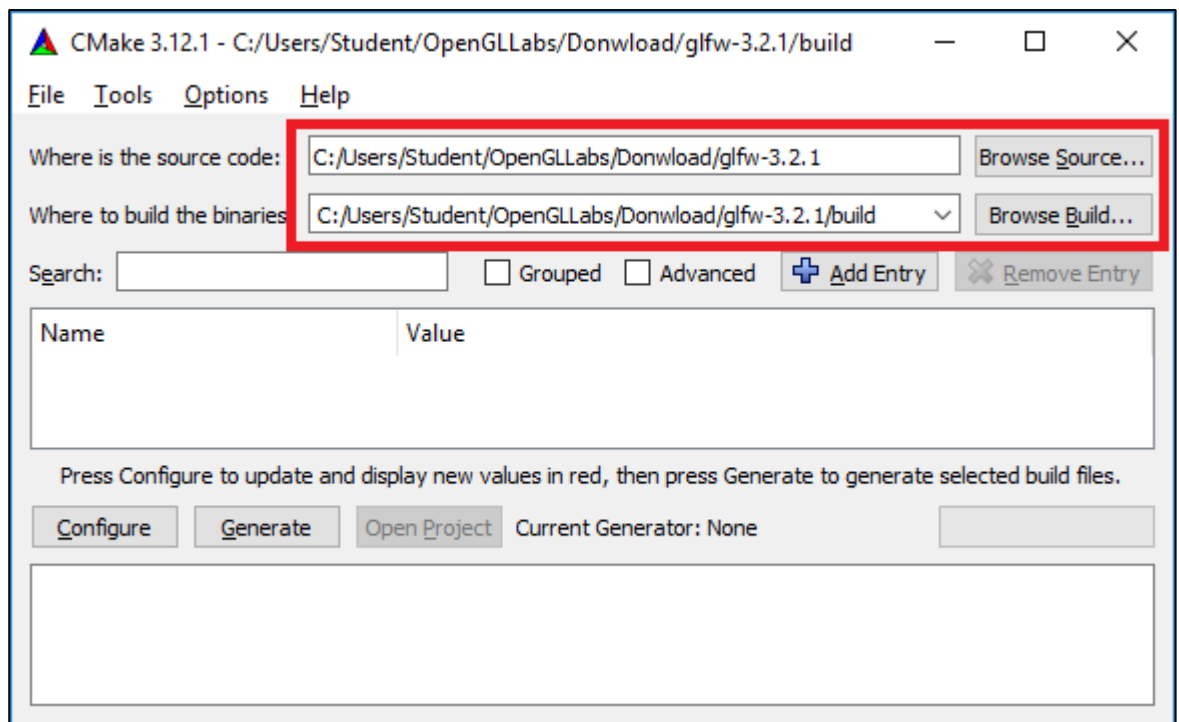 CMake 3.12.1 - C:/Users/Student/OpenGLLabs/Donwload/glfw-3.2.1/build
File Tools Options Help
Where is the source code: C:/Users/Student/OpenGLLabs/Donwload/glfw-3.2.1 Browse Source...
Where to build the binaries C:/Users/Student/OpenGLLabs/Donwload/glfw-3.2.1/build Browse Build...
Search: Grouped Advanced Add Entry Remove Entry
Name Value
Press Configure to update and display new values in red, then press Generate to generate selected build files.
Configure Generate Open Project Current Generator: None